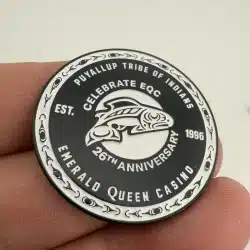 PUYALLUP TRIBE OF INDIANS
CELEBRATE EQC
EST.
1996
26TH ANNIVERSARY
EMERALD QUEEN CASINO